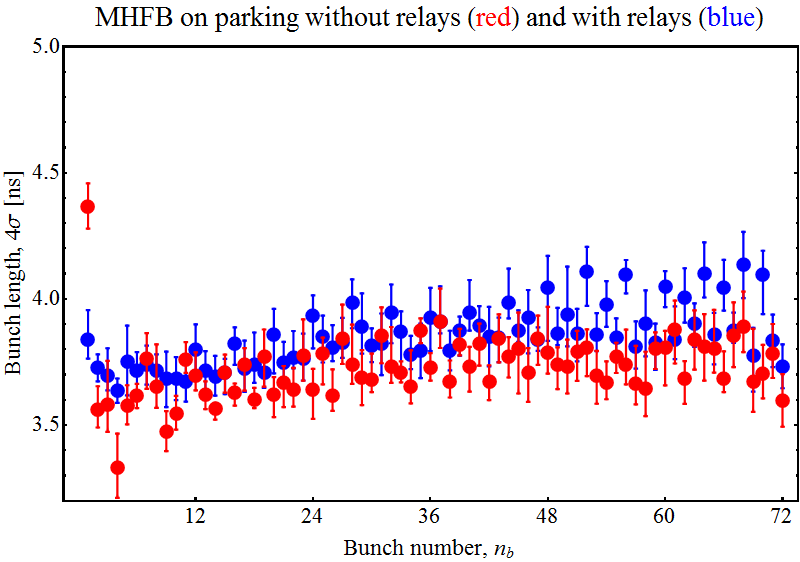 MHFB on parking without relays (red) and with relays (blue)
5.0
4.5
4.0
3.5
Bunch length, 4σ [ns]
12 24 36 48 60 72
Bunch number, n_b